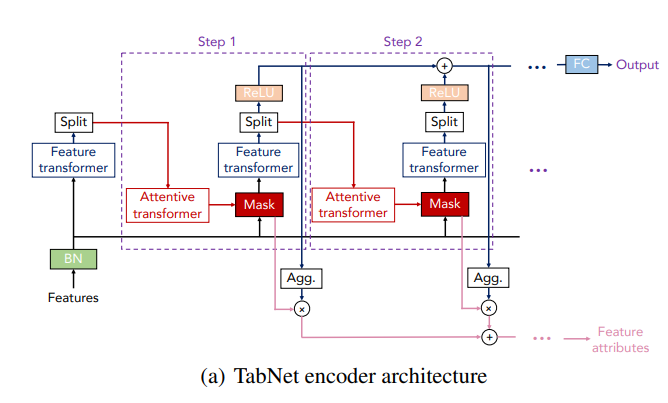 Step 1
Step 2
... FC Output
ReLU
ReLU
+
Split
Split
Split
Feature
transformer
Feature
transformer
Feature
transformer
...
Attentive
transformer
Mask
Attentive
transformer
Mask
BN
Features
Agg.
Agg.
×
×
+
...
Feature
attributes
(a) TabNet encoder architecture